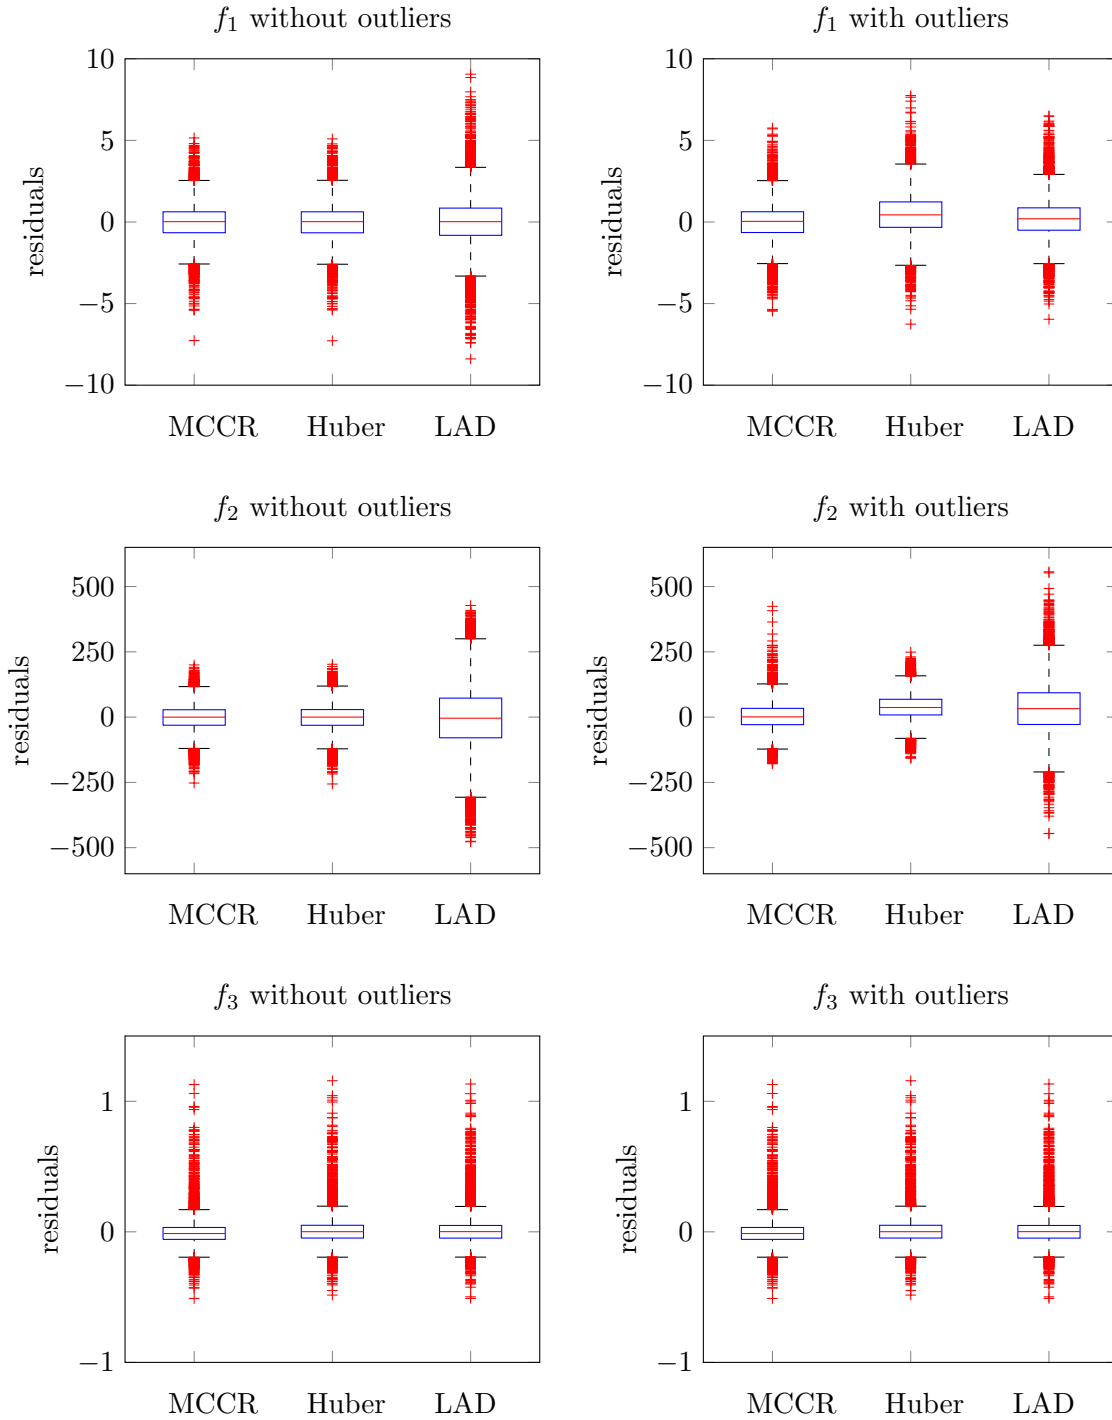 f₁ without outliers
10
5
0
−5
−10
residuals
MCCR Huber LAD
f₁ with outliers
10
5
0
−5
−10
residuals
MCCR Huber LAD
f₂ without outliers
500
250
0
−250
−500
residuals
MCCR Huber LAD
f₂ with outliers
500
250
0
−250
−500
residuals
MCCR Huber LAD
f₃ without outliers
1
0
−1
residuals
MCCR Huber LAD
f₃ with outliers
1
0
−1
residuals
MCCR Huber LAD